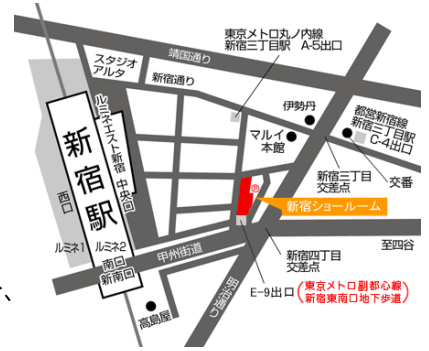 東京メトロ丸ノ内線
新宿三丁目駅 A-5出口
靖国通り
スタジオ
アルタ
新宿通り
伊勢丹
都営新宿線
新宿三丁目駅
C-4出口
マルイ
本館
ルミネエスト新宿
中央口
新宿駅
西口
新宿三丁目
交差点
交番
P
新宿ショールーム
ルミネ1
ルミネ2
南口
新南口
甲州街道
新宿四丁目
交差点
至四谷
E-9出口
(東京メトロ副都心線
新宿東南口地下歩道)
明治通り
高島屋
、